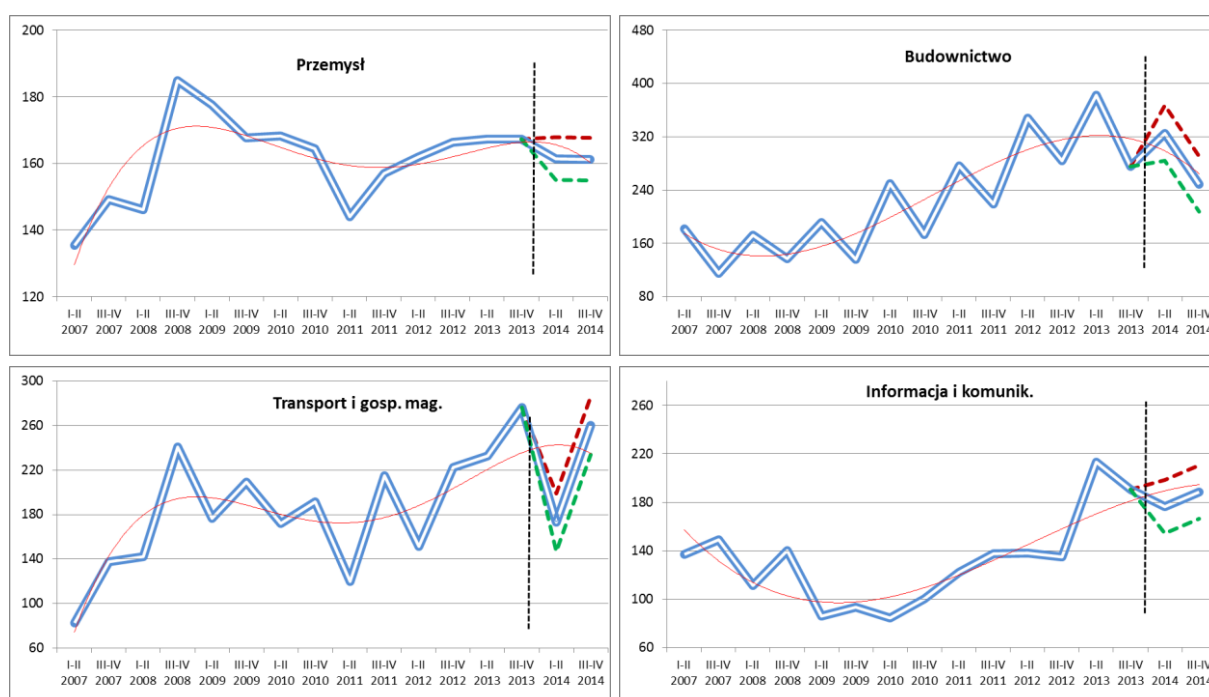 Przemysł
200
180
160
140
120
I-II III-IV I-II III-IV I-II III-IV I-II III-IV I-II III-IV I-II III-IV I-II III-IV I-II III-IV
2007 2007 2008 2008 2009 2009 2010 2010 2011 2011 2012 2012 2013 2013 2014 2014
Budownictwo
480
400
320
240
160
80
I-II III-IV I-II III-IV I-II III-IV I-II III-IV I-II III-IV I-II III-IV I-II III-IV I-II III-IV
2007 2007 2008 2008 2009 2009 2010 2010 2011 2011 2012 2012 2013 2013 2014 2014
Transport i gosp. mag.
300
260
220
180
140
100
60
I-II III-IV I-II III-IV I-II III-IV I-II III-IV I-II III-IV I-II III-IV I-II III-IV I-II III-IV
2007 2007 2008 2008 2009 2009 2010 2010 2011 2011 2012 2012 2013 2013 2014 2014
Informacja i komunik.
260
220
180
140
100
60
I-II III-IV I-II III-IV I-II III-IV I-II III-IV I-II III-IV I-II III-IV I-II III-IV I-II III-IV
2007 2007 2008 2008 2009 2009 2010 2010 2011 2011 2012 2012 2013 2013 2014 2014